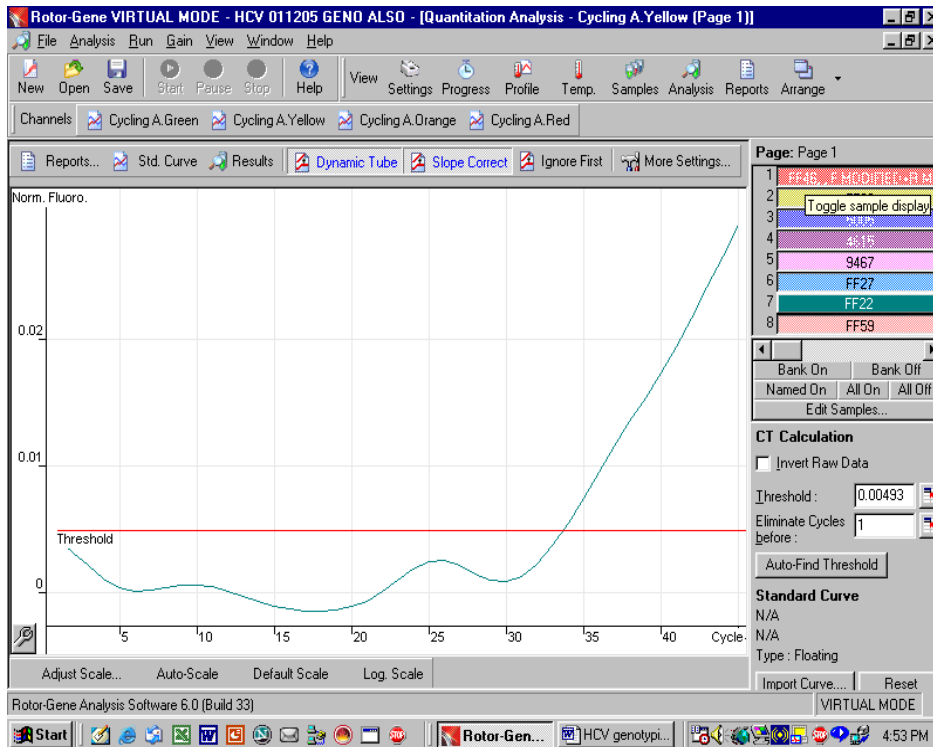 Rotor-Gene VIRTUAL MODE - HCV 011205 GENO ALSO - [Quantitation Analysis - Cycling A.Yellow (Page 1)]
File Analysis Run Gain View Window Help
New Open Save Start Pause Stop Help View Settings Progress Profile Temp. Samples Analysis Reports Arrange
Channels Cycling A.Green Cycling A.Yellow Cycling A.Orange Cycling A.Red
Reports... Std. Curve Results Dynamic Tube Slope Correct Ignore First More Settings...
Norm. Fluoro.
0.02
0.01
Threshold
0
5 10 15 20 25 30 35 40 Cycle
Adjust Scale... Auto-Scale Default Scale Log. Scale
Page: Page 1
1
2
Toggle sample display
3
4 4615
5 9467
6 FF27
7 FF22
8 FF59
Bank On Bank Off
Named On All On All Off
Edit Samples...
CT Calculation
Invert Raw Data
Threshold : 0.00493
Eliminate Cycles before : 1
Auto-Find Threshold
Standard Curve
N/A
N/A
Type : Floating
Import Curve.... Reset
Rotor-Gene Analysis Software 6.0 (Build 33) VIRTUAL MODE
Start Rotor-Gen... HCV genotypi... 4:53 PM